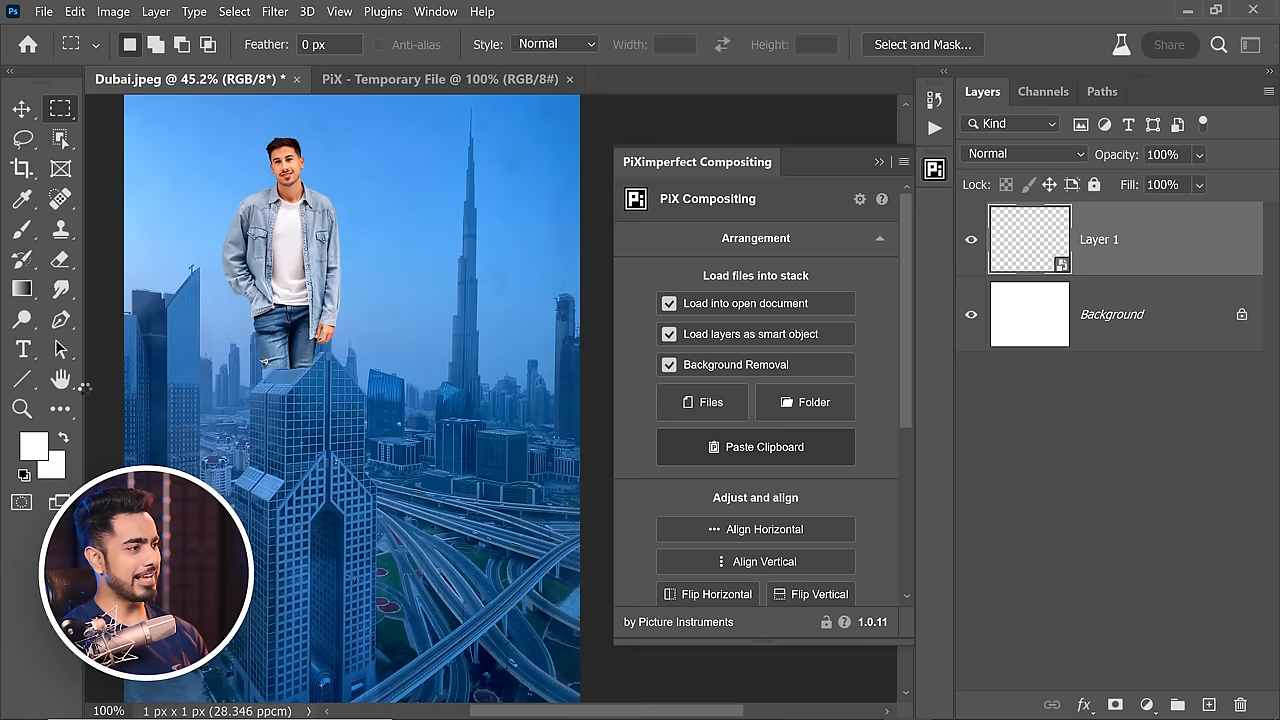 Ps File Edit Image Layer Type Select Filter 3D View Plugins Window Help
Feather: 0 px Anti-alias Style: Normal Width: Height: Select and Mask... Share
Dubai.jpeg @ 45.2% (RGB/8*) * × PiX - Temporary File @ 100% (RGB/8#) ×
Layers Channels Paths
Kind
Normal Opacity: 100%
Lock: Fill: 100%
Layer 1
Background
PiXimperfect Compositing
Pi PiX Compositing
Pi
Arrangement
Load files into stack
Load into open document
Load layers as smart object
Background Removal
Files Folder
Paste Clipboard
Adjust and align
Align Horizontal
Align Vertical
Flip Horizontal Flip Vertical
by Picture Instruments 1.0.11
100% 1 px x 1 px (28.346 ppcm)